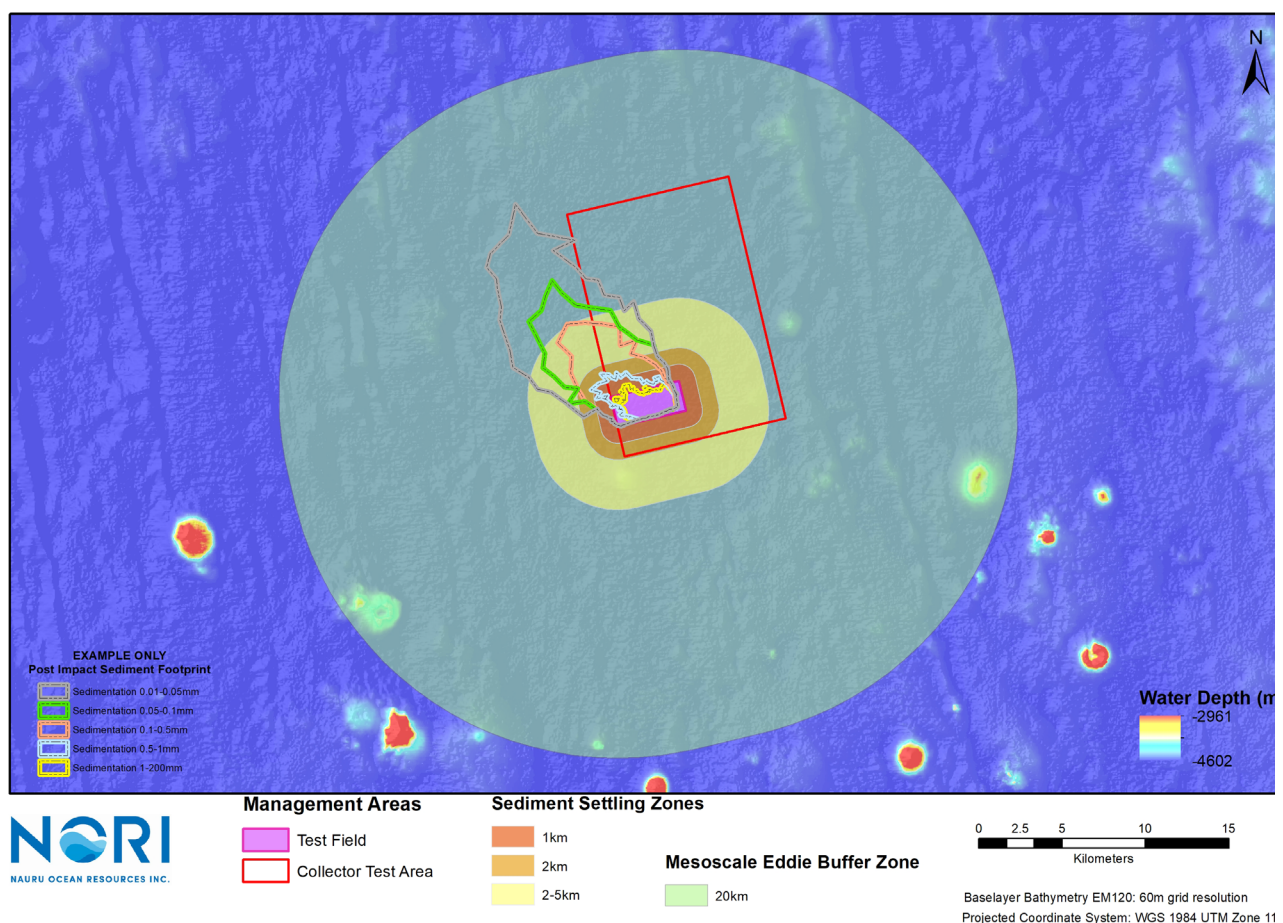 N
EXAMPLE ONLY
Post Impact Sediment Footprint
Sedimentation 0.01-0.05mm
Sedimentation 0.05-0.1mm
Sedimentation 0.1-0.5mm
Sedimentation 0.5-1mm
Sedimentation 1-200mm
Water Depth (m
-2961
-4602
NORI
NAURU OCEAN RESOURCES INC.
Management Areas
Test Field
Collector Test Area
Sediment Settling Zones
1km
2km
2-5km
Mesoscale Eddie Buffer Zone
20km
0 2.5 5 10 15
Kilometers
Baselayer Bathymetry EM120: 60m grid resolution
Projected Coordinate System: WGS 1984 UTM Zone 11